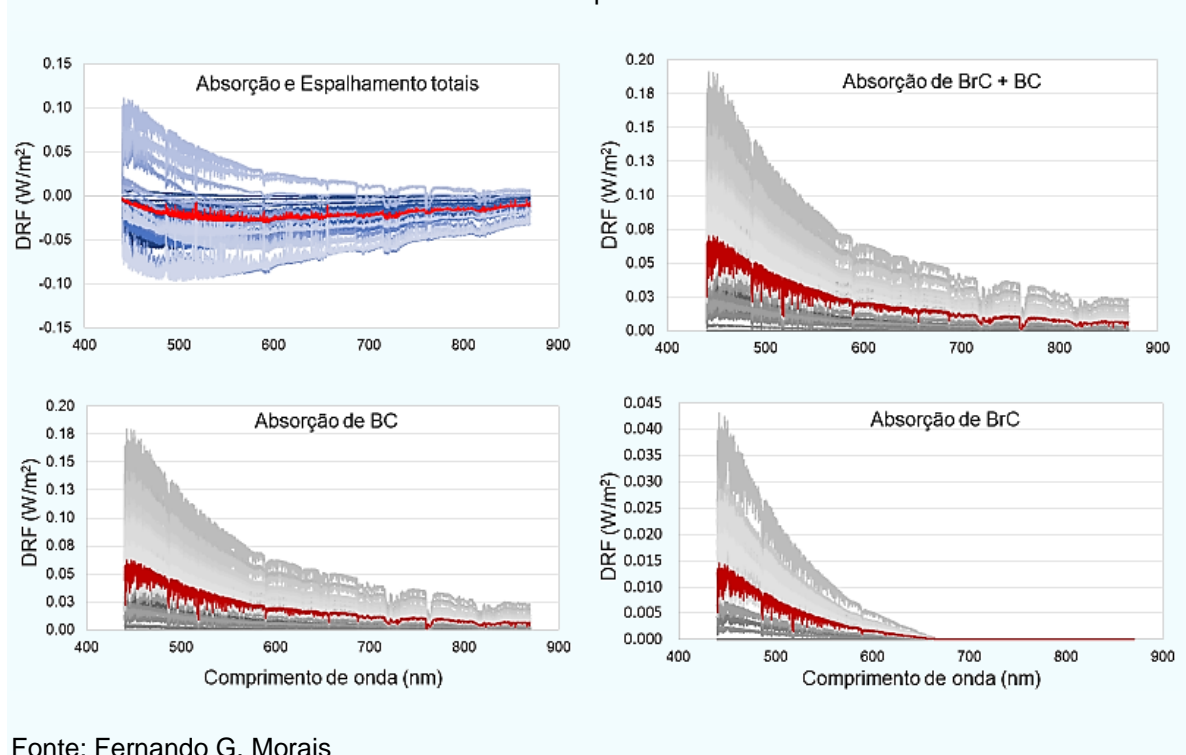 Absorção e Espalhamento totais
DRF (W/m²)
0.15
0.10
0.05
0.00
-0.05
-0.10
-0.15
400 500 600 700 800 900
Absorção de BrC + BC
DRF (W/m²)
0.20
0.18
0.15
0.13
0.10
0.08
0.05
0.03
0.00
400 500 600 700 800 900
Absorção de BC
DRF (W/m²)
0.20
0.18
0.15
0.13
0.10
0.08
0.05
0.03
0.00
400 500 600 700 800 900
Comprimento de onda (nm)
Absorção de BrC
DRF (W/m²)
0.045
0.040
0.035
0.030
0.025
0.020
0.015
0.010
0.005
0.000
400 500 600 700 800 900
Comprimento de onda (nm)
Fonte: Fernando G. Morais